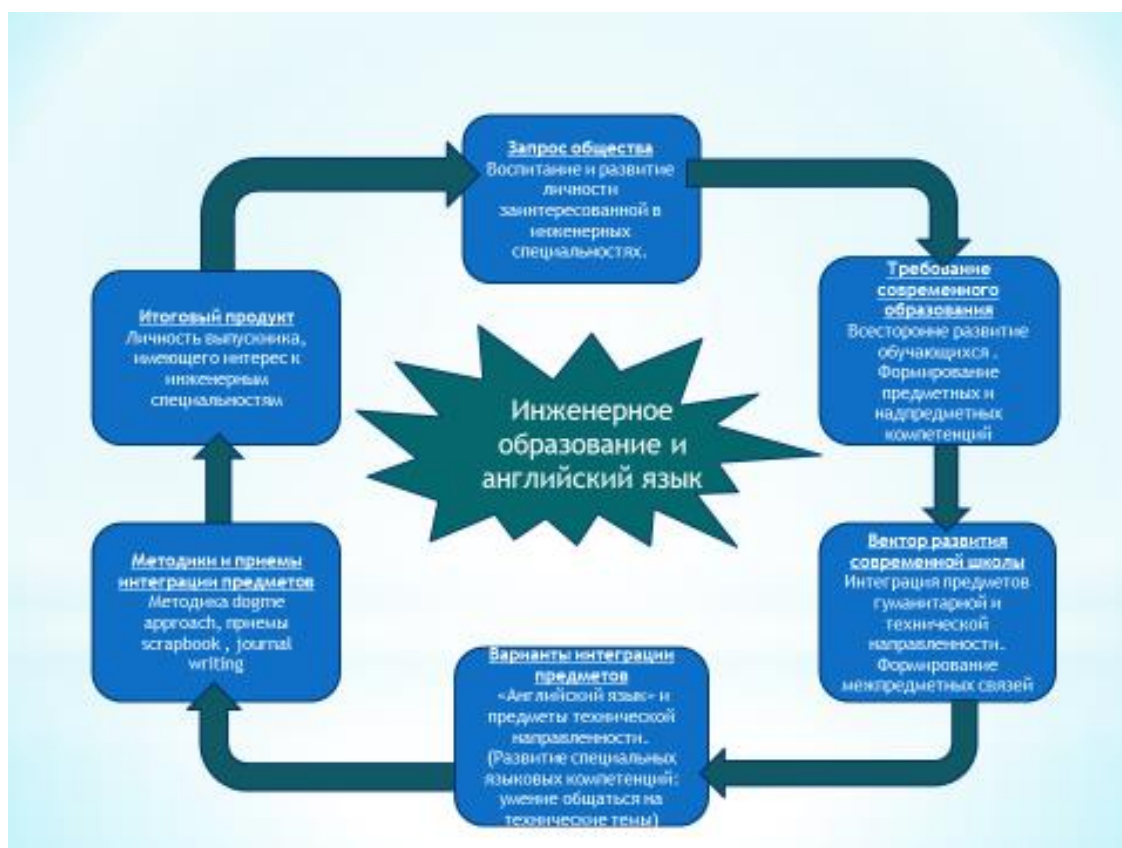 Запрос общества
Воспитание и развитие
личности
заинтересованной в
инженерных
специальностях.
Требование
современного
образования
Всесторонне развитие
обучающихся .
Формирование
предметных и
надпредметных
компетенций
Вектор развития
современной школы
Интеграция предметов
гуманитарной и
технической
направленности.
Формирование
межпредметных связей
Варианты интеграции
предметов
«Английский язык» и
предметы технической
направленности.
(Развитие специальных
языковых компетенций:
умение общаться на
технические темы)
Методики и приемы
интеграции предметов
Методика dogme
approach, приемы
scrapbook , journal
writing
Итоговый продукт
Личность выпускника,
имеющего интерес к
инженерным
специальностям
Инженерное
образование и
английский язык